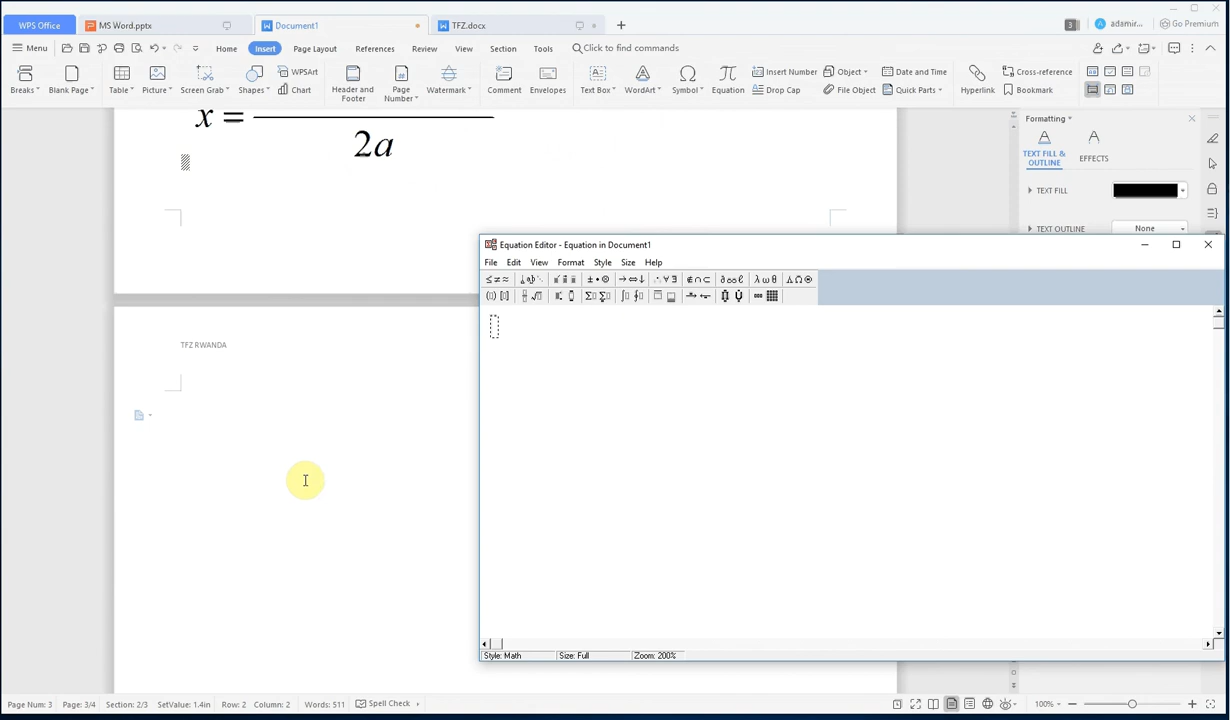 WPS Office MS Word.pptx Document1 TFZ.docx + 3 adamir... Go Premium
Menu Home Insert Page Layout References Review View Section Tools Click to find commands
WPSArt Insert Number Object Date and Time Cross-reference
Breaks Blank Page Table Picture Screen Grab Shapes Chart Header and Footer Page Number Watermark Comment Envelopes Text Box WordArt Symbol Equation Drop Cap File Object Quick Parts Hyperlink Bookmark
x =
2a
Formatting
TEXT FILL & OUTLINE EFFECTS
TEXT FILL
TEXT OUTLINE None
Equation Editor - Equation in Document1
File Edit View Format Style Size Help
TFZ RWANDA
Style: Math Size: Full Zoom: 200%
Page Num: 3 Page: 3/4 Section: 2/3 SetValue: 1.4in Row: 2 Column: 2 Words: 511 Spell Check 100%